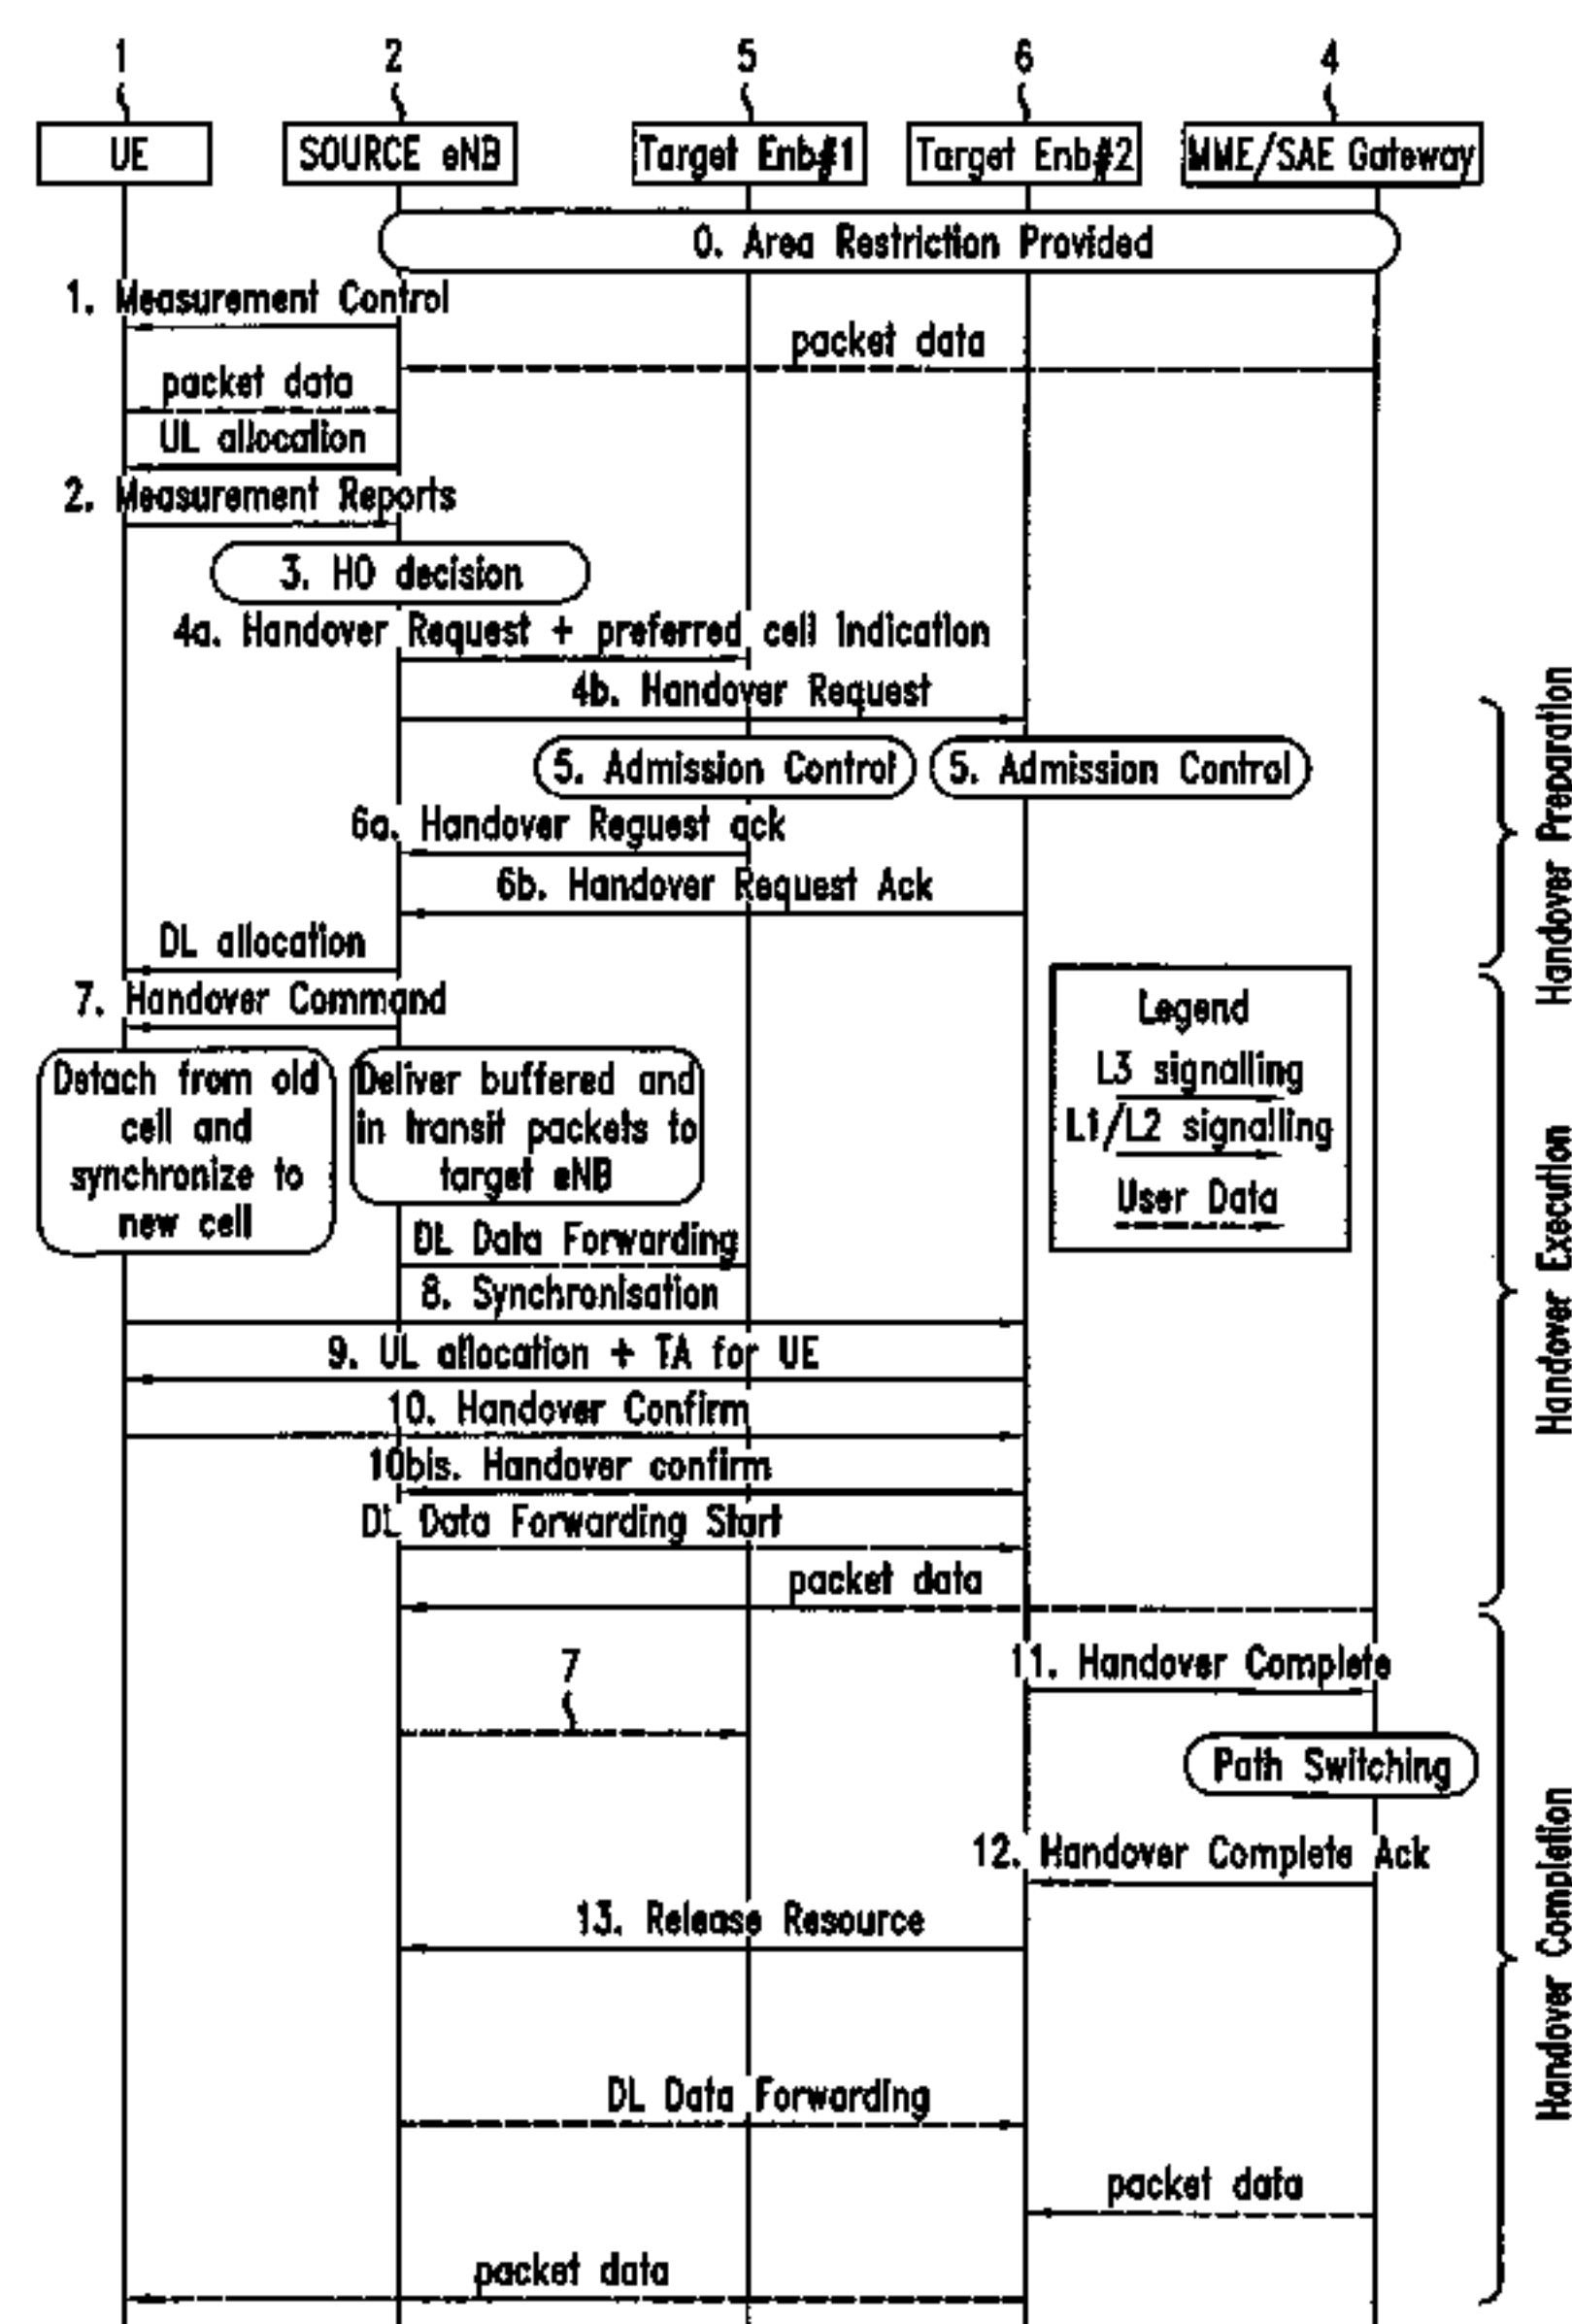 1 2 5 6 4
UE SOURCE eNB Target Enb#1 Target Enb#2 MME/SAE Gateway
0. Area Restriction Provided
1. Measurement Control
packet data
packet data
UL allocation
2. Measurement Reports
3. HO decision
4a. Handover Request + preferred cell Indication
4b. Handover Request
5. Admission Control 5. Admission Control
6a. Handover Request ack
6b. Handover Request Ack
Handover Preparation
DL allocation
7. Handover Command
Detach from old
cell and
synchronize to
new cell
Deliver buffered and
in transit packets to
target eNB
Legend
L3 signalling
L1/L2 signalling
User Data
DL Data Forwarding
8. Synchronisation
9. UL allocation + TA for UE
10. Handover Confirm
10bis. Handover confirm
DL Data Forwarding Start
packet data
Handover Execution
11. Handover Complete
7
Path Switching
12. Handover Complete Ack
13. Release Resource
DL Data Forwarding
packet data
packet data
Handover Completion